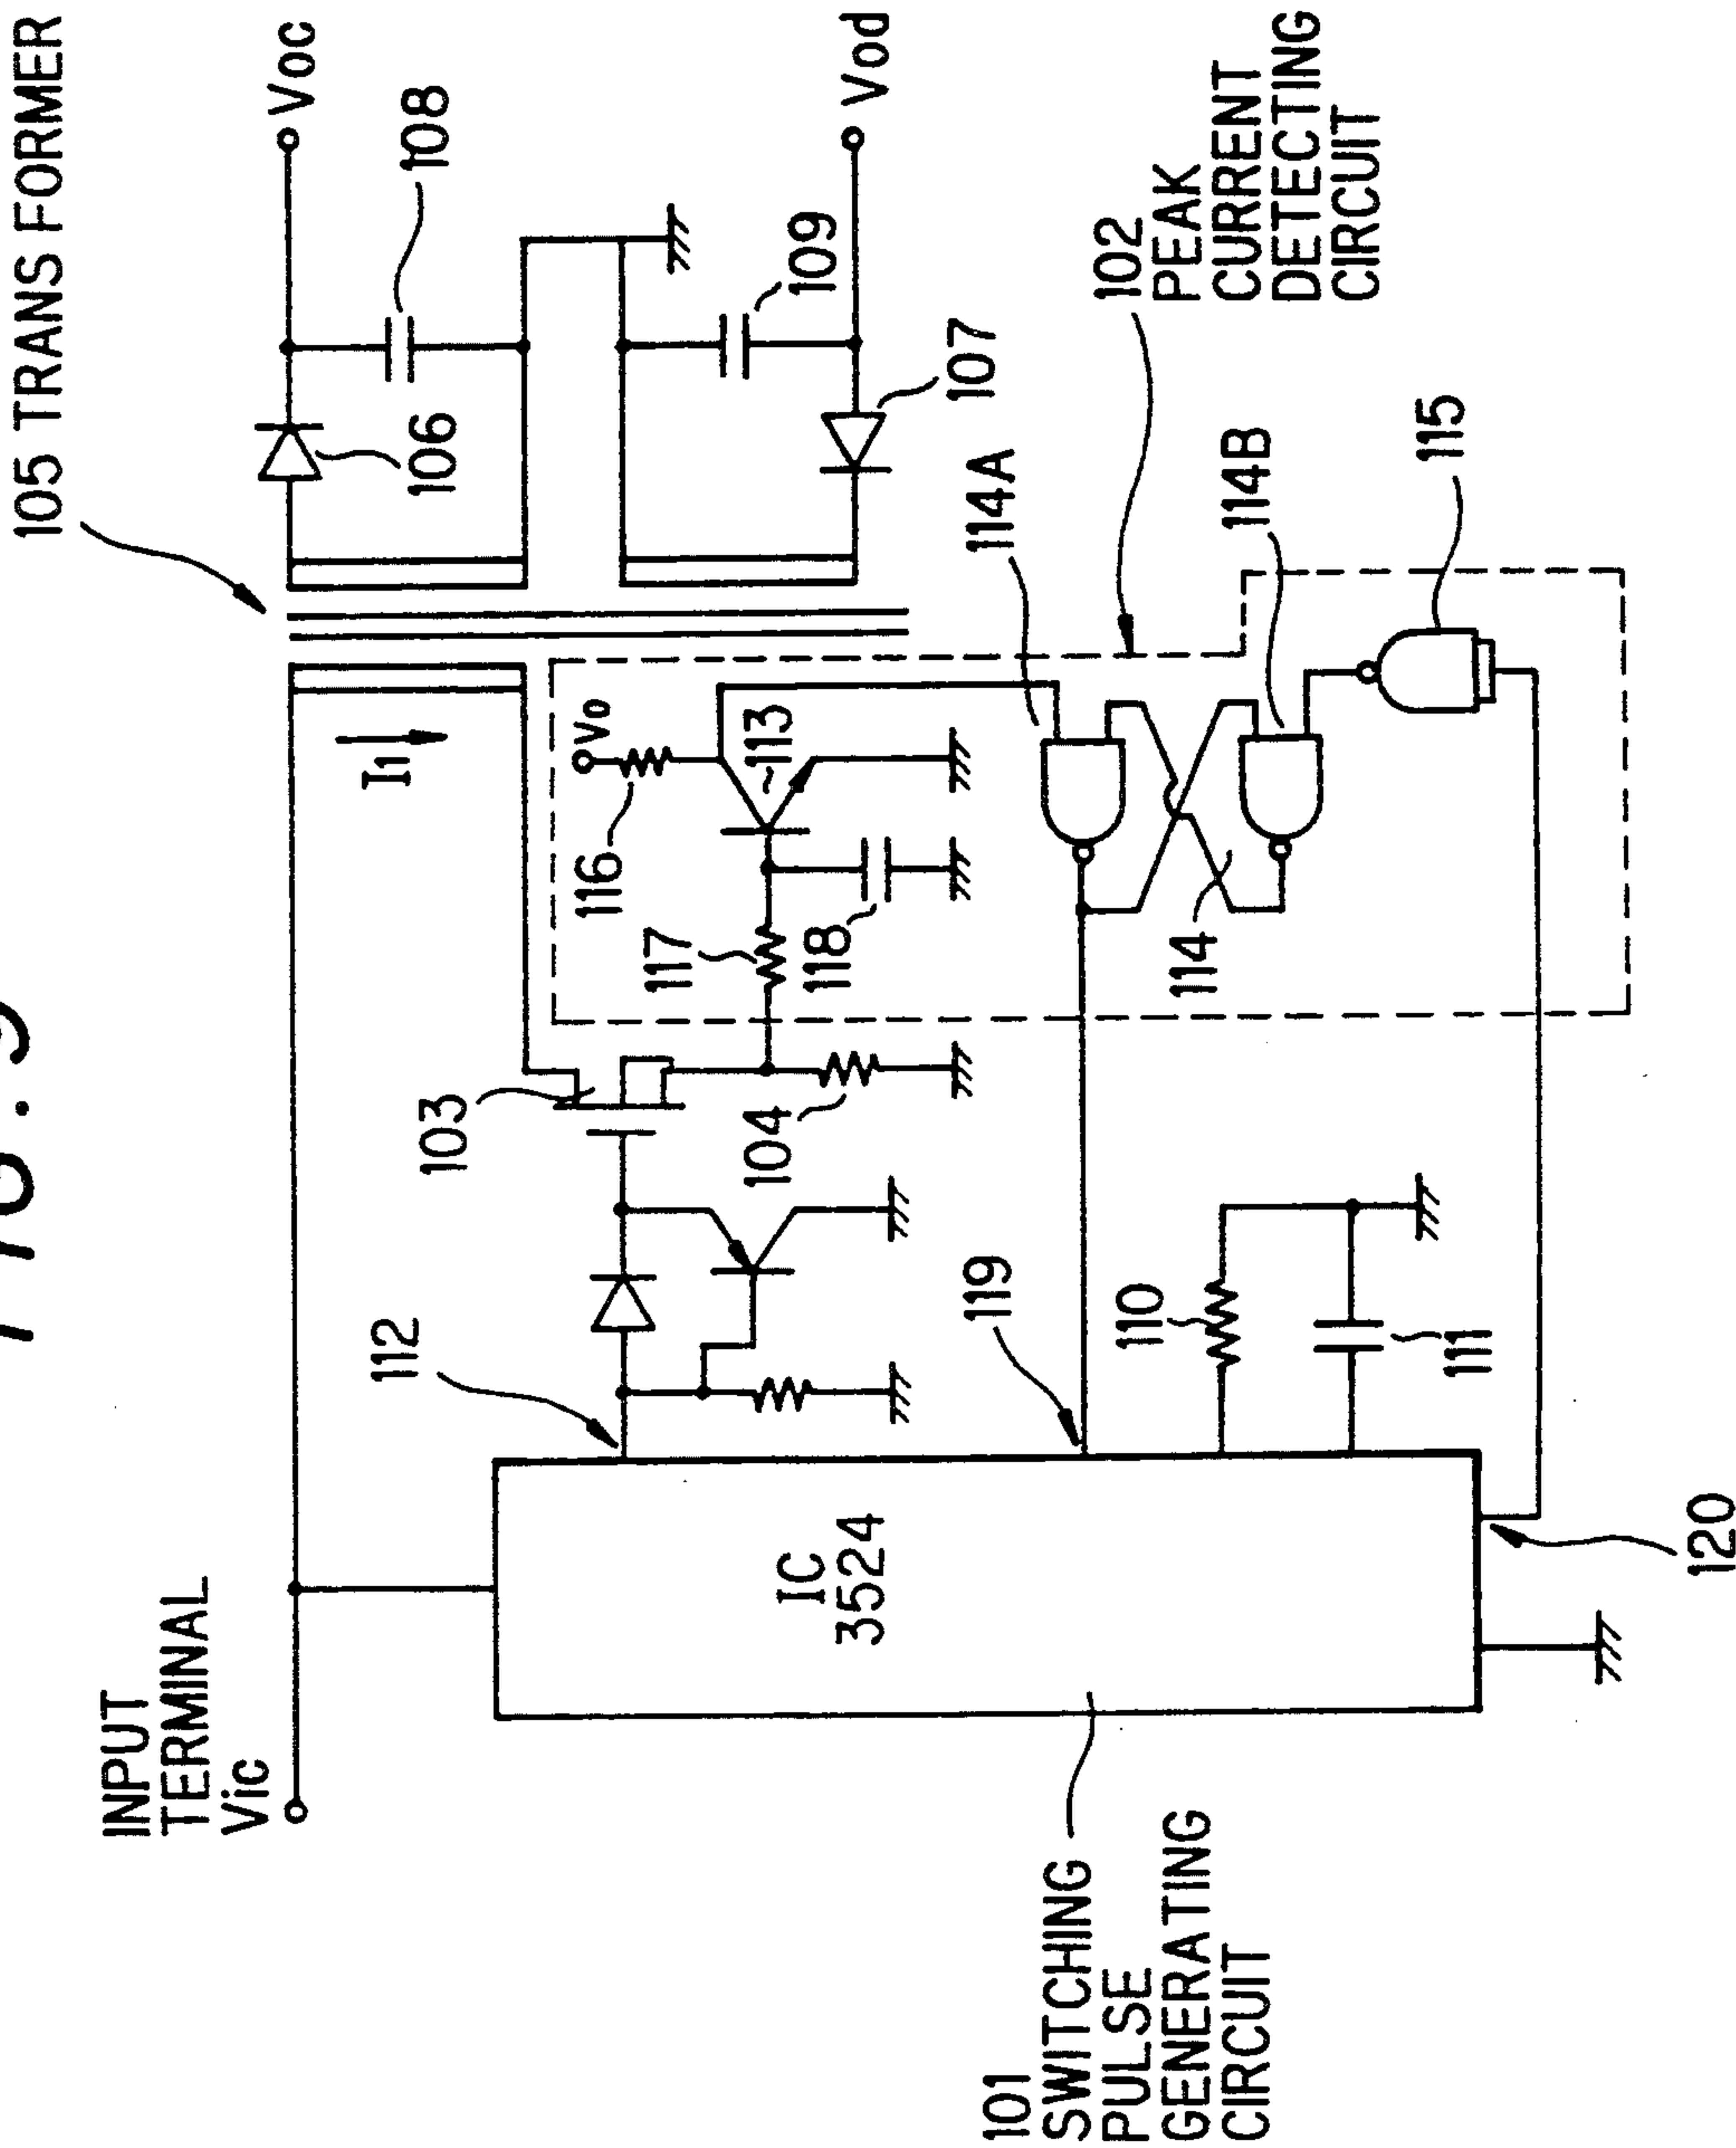 105 TRANS FORMER
INPUT
TERMINAL
Vic
Voc
108
106
I1
103
Vo
116
113
109
Vod
107
112
117
118
104
114A
102
PEAK
CURRENT
DETECTING
CIRCUIT
119
114
114B
110
111
115
IC
3524
120
101
SWITCHING
PULSE
GENERATING
CIRCUIT